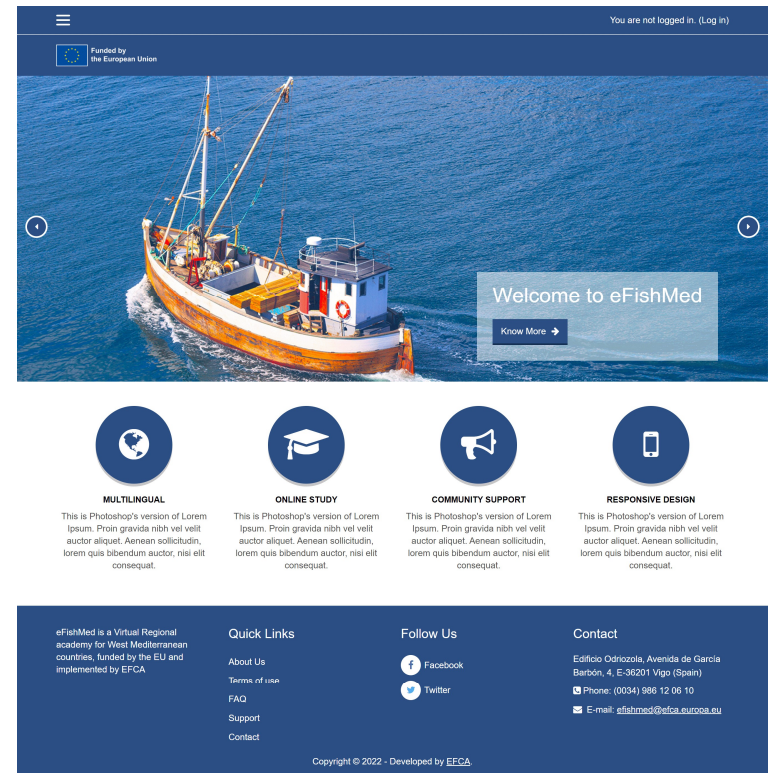 You are not logged in. (Log in)
Funded by
the European Union
Welcome to eFishMed
Know More
MULTILINGUAL
This is Photoshop's version of Lorem
Ipsum. Proin gravida nibh vel velit
auctor aliquet. Aenean sollicitudin,
lorem quis bibendum auctor, nisi elit
consequat.
ONLINE STUDY
This is Photoshop's version of Lorem
Ipsum. Proin gravida nibh vel velit
auctor aliquet. Aenean sollicitudin,
lorem quis bibendum auctor, nisi elit
consequat.
COMMUNITY SUPPORT
This is Photoshop's version of Lorem
Ipsum. Proin gravida nibh vel velit
auctor aliquet. Aenean sollicitudin,
lorem quis bibendum auctor, nisi elit
consequat.
RESPONSIVE DESIGN
This is Photoshop's version of Lorem
Ipsum. Proin gravida nibh vel velit
auctor aliquet. Aenean sollicitudin,
lorem quis bibendum auctor, nisi elit
consequat.
eFishMed is a Virtual Regional
academy for West Mediterranean
countries, funded by the EU and
implemented by EFCA
Quick Links
About Us
Terms of use
FAQ
Support
Contact
Follow Us
Facebook
Twitter
Contact
Edificio Odriozola, Avenida de García
Barbón, 4, E-36201 Vigo (Spain)
Phone: (0034) 986 12 06 10
E-mail: efishmed@efca.europa.eu
Copyright © 2022 - Developed by EFCA.